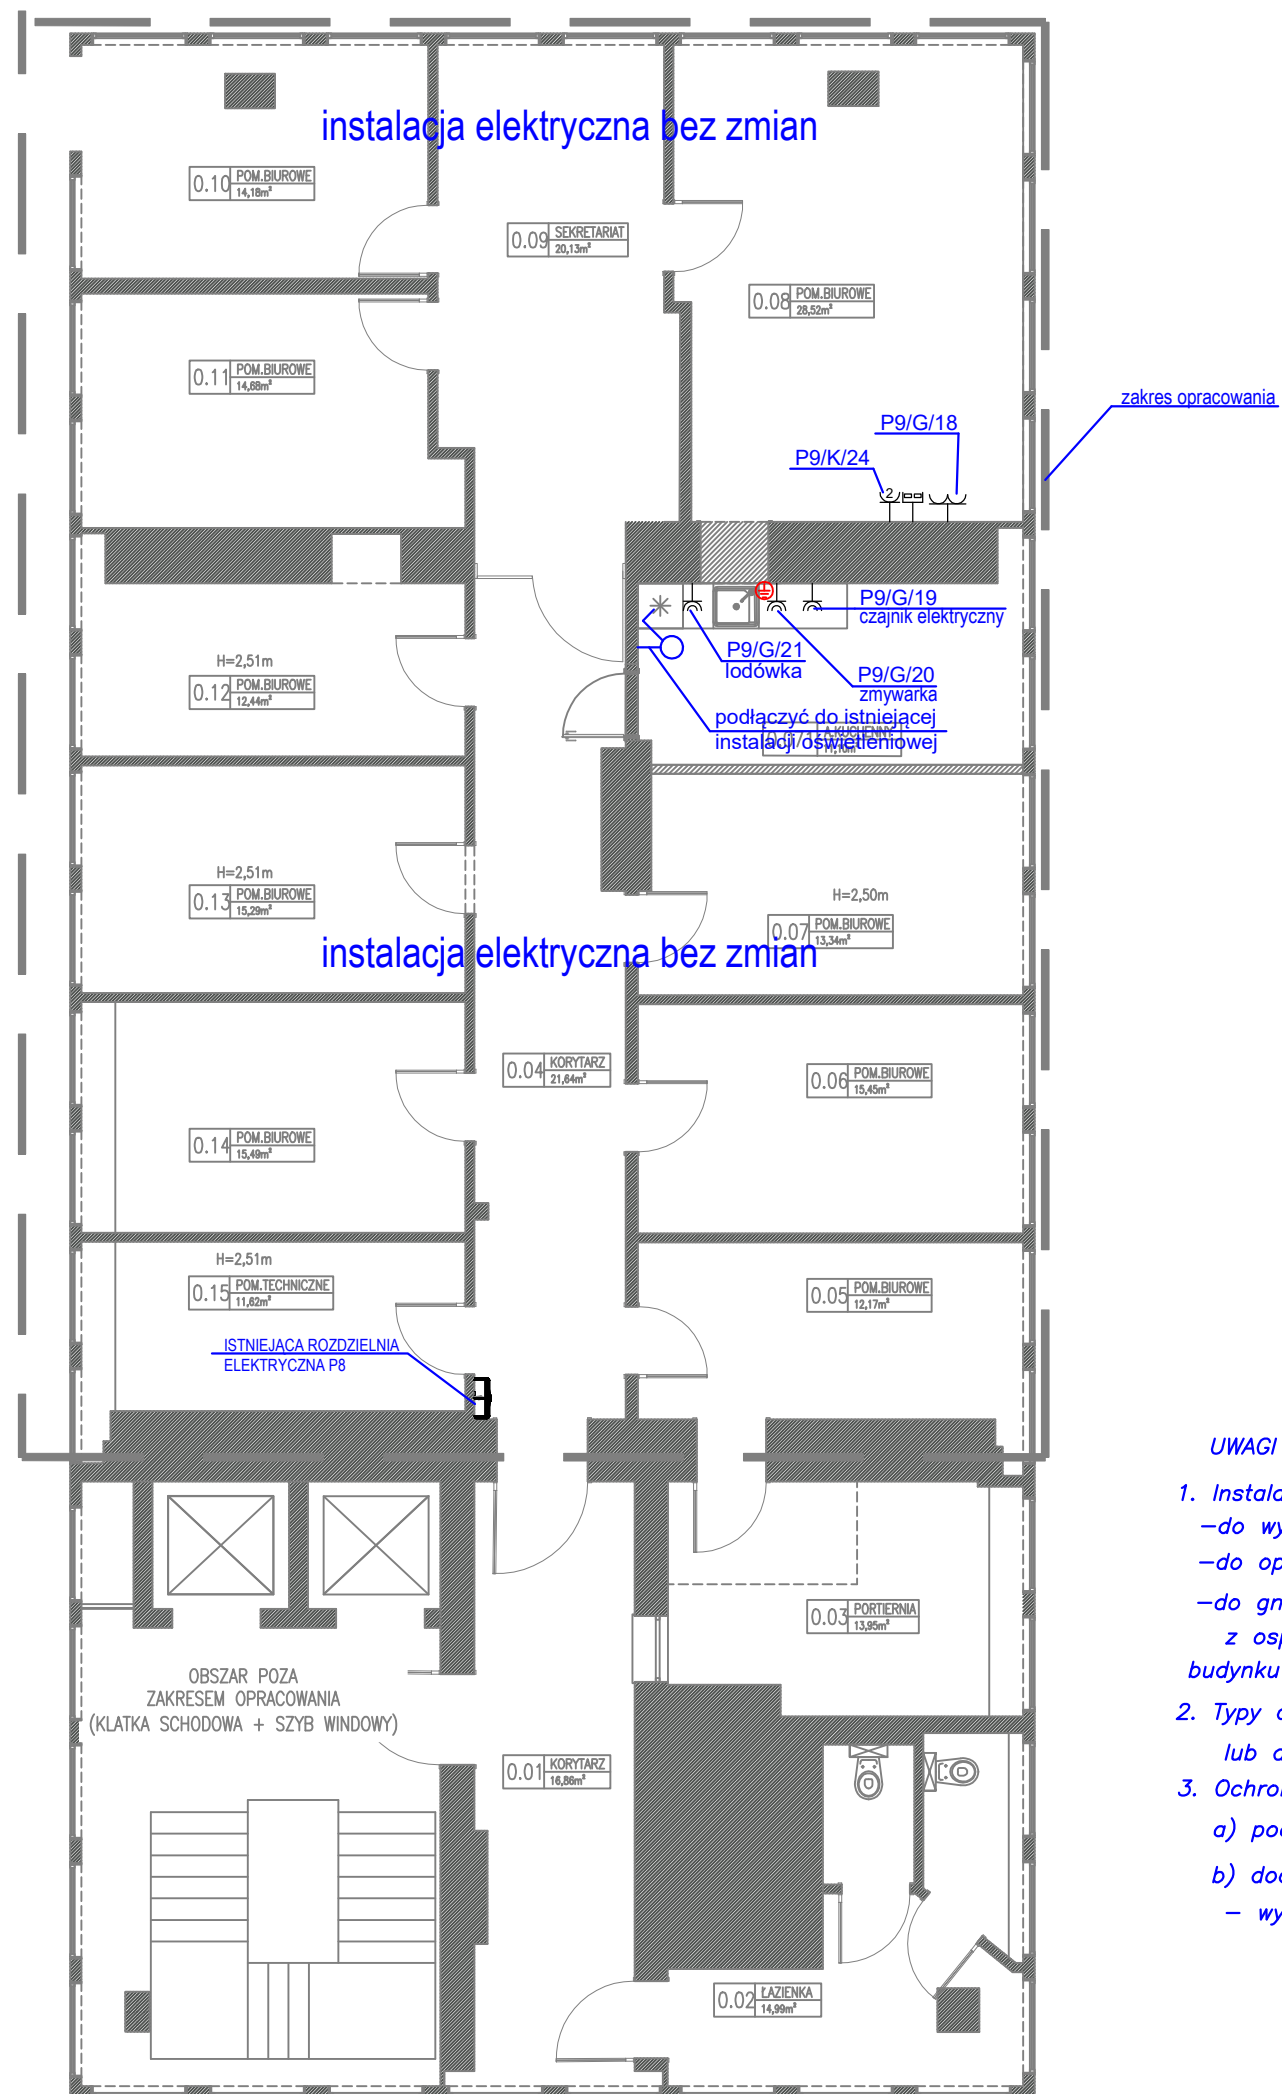 instalacja elektryczna bez zmian
0.10 POM.BIUROWE
14,18m²
0.09 SEKRETARIAT
20,13m²
0.08 POM.BIUROWE
28,52m²
0.11 POM.BIUROWE
14,68m²
zakres opracowania
P9/G/18
P9/K/24
2
P9/G/19
czajnik elektryczny
P9/G/21
lodówka
P9/G/20
zmywarka
podłączyć do istniejącej
instalacji oświetleniowej
A.KUCHENNY
H=2,51m
0.12 POM.BIUROWE
12,44m²
H=2,51m
0.13 POM.BIUROWE
15,29m²
H=2,50m
0.07 POM.BIUROWE
13,34m²
instalacja elektryczna bez zmian
0.04 KORYTARZ
21,64m²
0.06 POM.BIUROWE
15,45m²
0.14 POM.BIUROWE
15,49m²
H=2,51m
0.15 POM.TECHNICZNE
11,62m²
0.05 POM.BIUROWE
12,17m²
ISTNIEJĄCA ROZDZIELNIA
ELEKTRYCZNA P8
UWAGI
1. Instala
-do wy
-do op
-do gn
z osp
budynku
2. Typy o
lub o
3. Ochron
a) pod
b) dod
- wy
0.03 PORTIERNIA
13,95m²
OBSZAR POZA
ZAKRESEM OPRACOWANIA
(KLATKA SCHODOWA + SZYB WINDOWY)
0.01 KORYTARZ
16,86m²
0.02 ŁAZIENKA
14,99m²